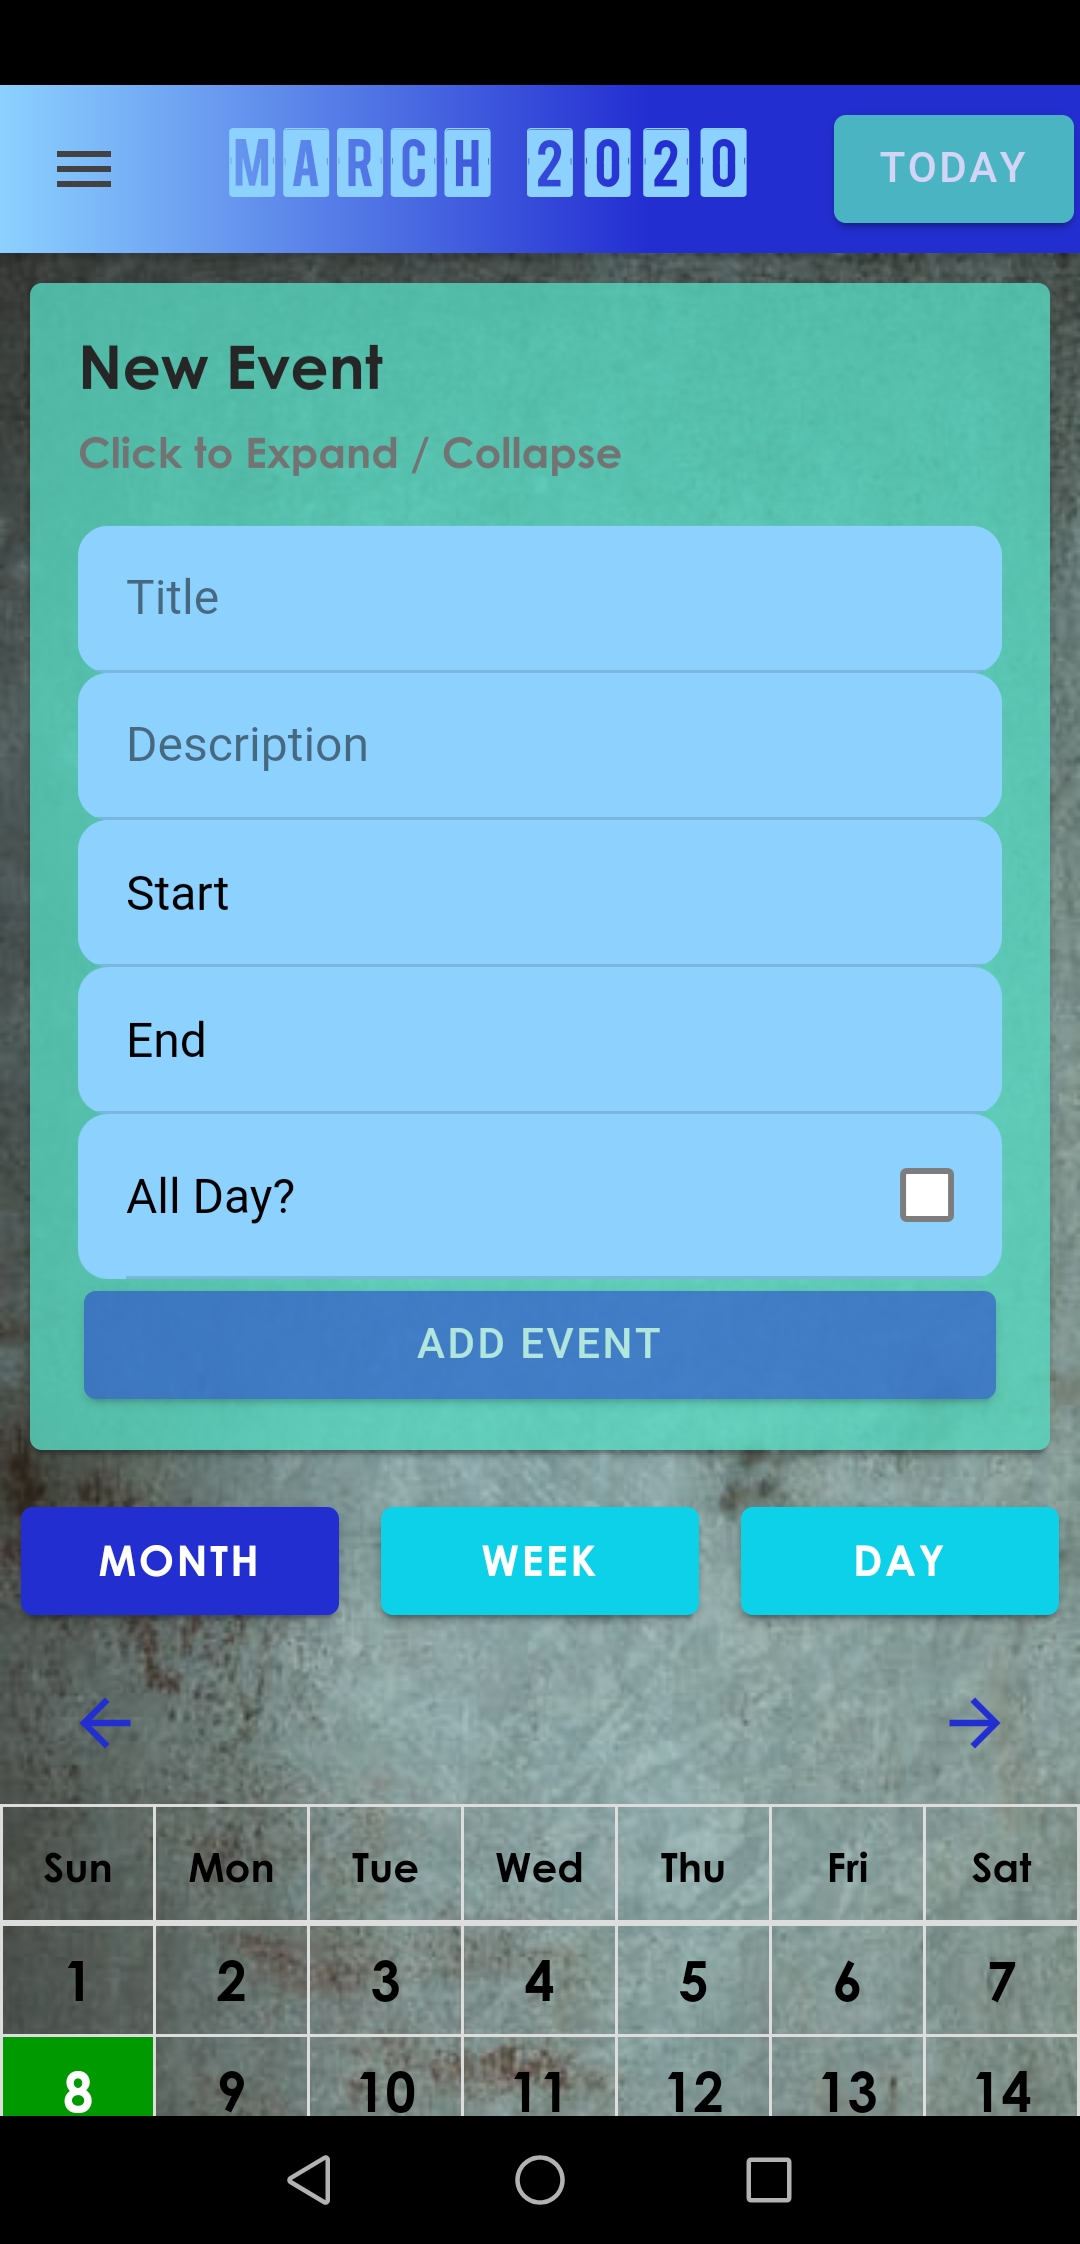 MARCH 2020
TODAY
New Event
Click to Expand / Collapse
Title
Description
Start
End
All Day?
ADD EVENT
MONTH WEEK DAY
Sun Mon Tue Wed Thu Fri Sat
1 2 3 4 5 6 7
8 9 10 11 12 13 14